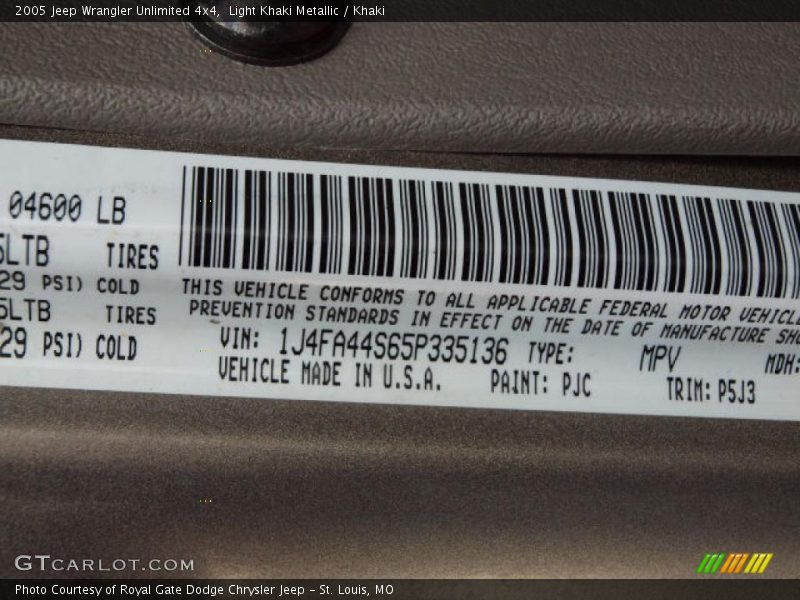 2005 Jeep Wrangler Unlimited 4x4, Light Khaki Metallic / Khaki
04600 LB
5LTB TIRES
29 PSI) COLD
5LTB TIRES
29 PSI) COLD
THIS VEHICLE CONFORMS TO ALL APPLICABLE FEDERAL MOTOR VEHICLE
PREVENTION STANDARDS IN EFFECT ON THE DATE OF MANUFACTURE SHO
VIN: 1J4FA44S65P335136 TYPE: MPV MDH:
VEHICLE MADE IN U.S.A. PAINT: PJC TRIM: P5J3
GTCARLOT.COM
Photo Courtesy of Royal Gate Dodge Chrysler Jeep – St. Louis, MO